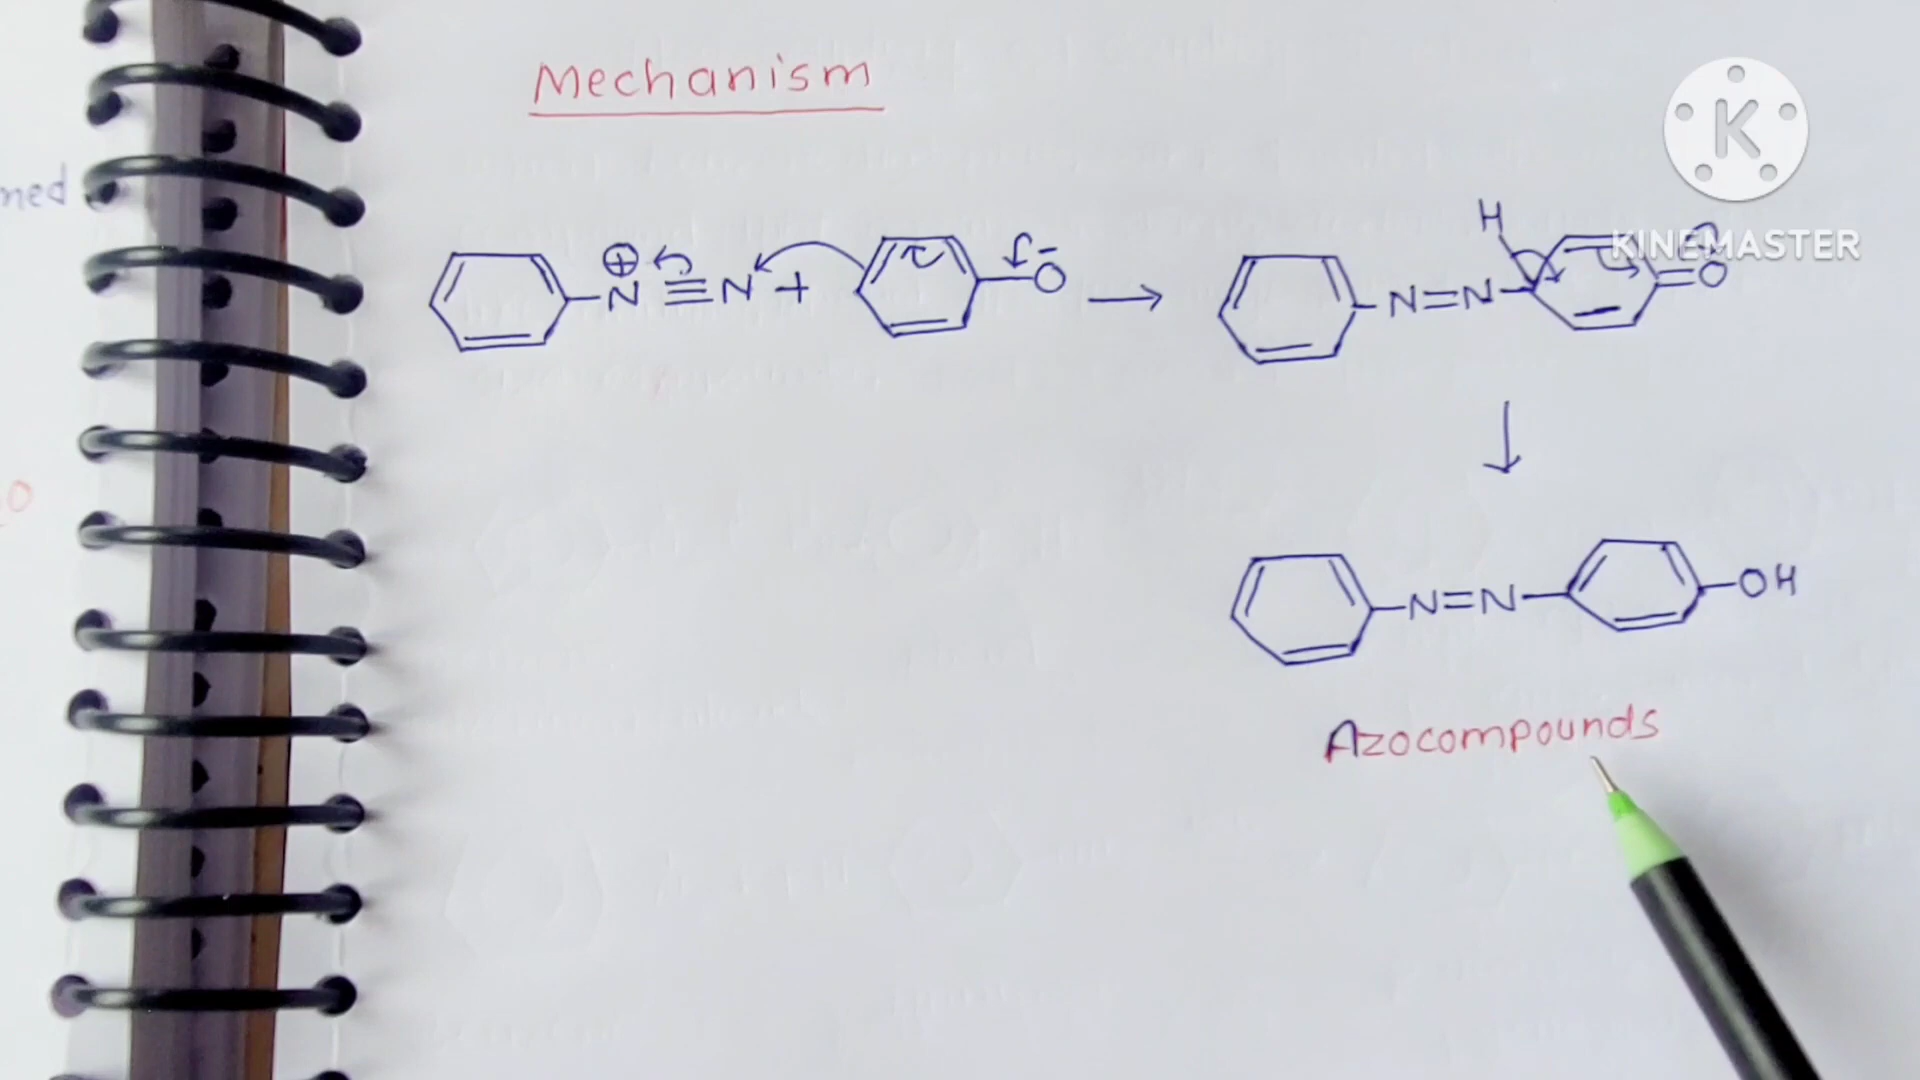 Mechanism
K
KINEMASTER
med
⊕
N≡N + O⁻
H
N=N O
O
N=N OH
Azocompounds